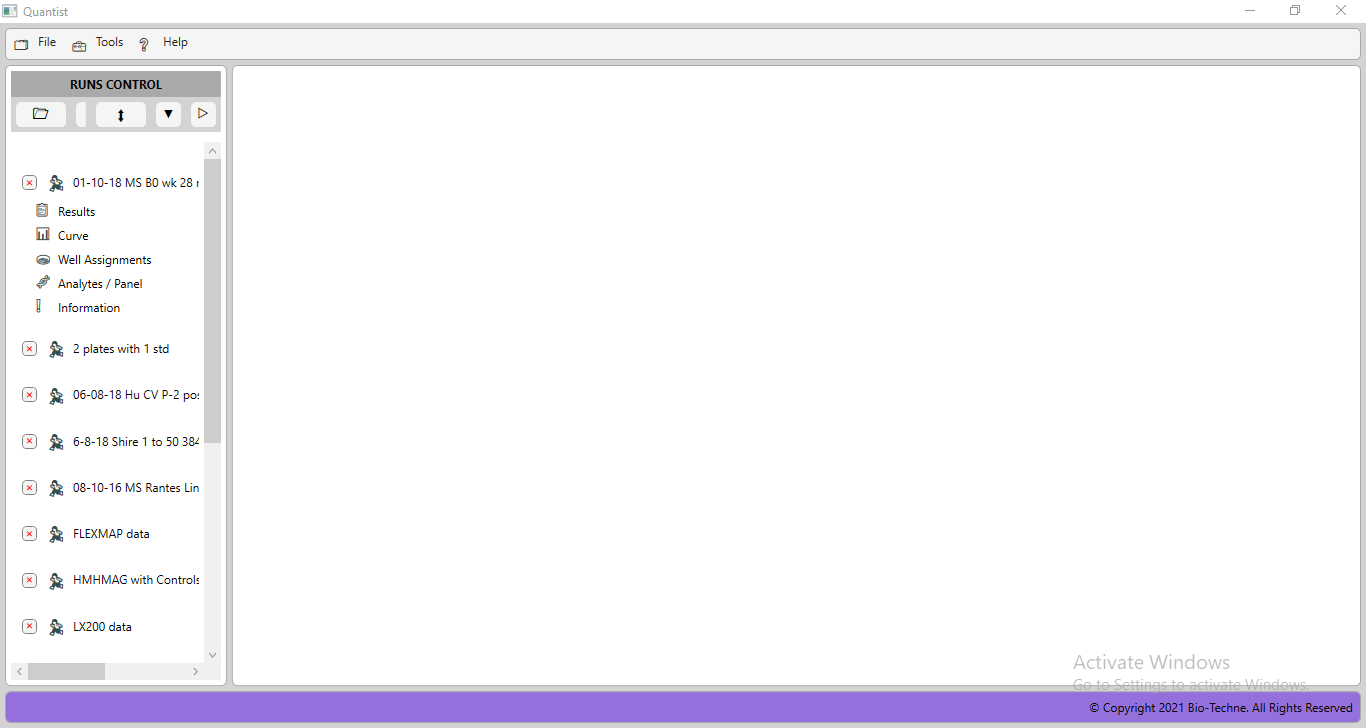 Quantist
File Tools Help
RUNS CONTROL
01-10-18 MS B0 wk 28
Results
Curve
Well Assignments
Analytes / Panel
Information
2 plates with 1 std
06-08-18 Hu CV P-2
6-8-18 Shire 1 to 50 384
08-10-16 MS Rantes Lin
FLEXMAP data
HMHMAG with Controls
LX200 data
Activate Windows
Go to Settings to activate Windows.
© Copyright 2021 Bio-Techne. All Rights Reserved